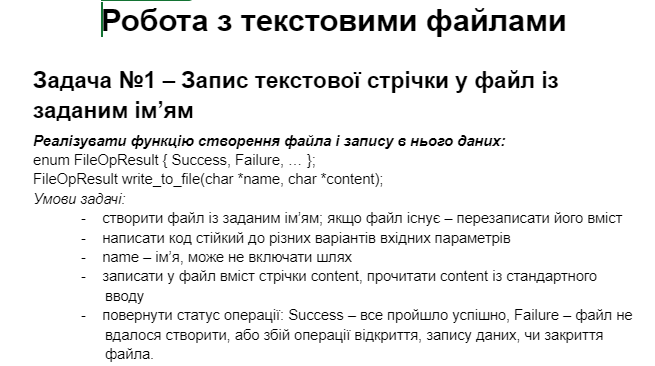 Робота з текстовими файлами
Задача №1 – Запис текстової стрічки у файл із
заданим ім’ям
Реалізувати функцію створення файла і запису в нього даних:
enum FileOpResult { Success, Failure, … };
FileOpResult write_to_file(char *name, char *content);
Умови задачі:
- створити файл із заданим ім’ям; якщо файл існує – перезаписати його вміст
- написати код стійкий до різних варіантів вхідних параметрів
- name – ім’я, може не включати шлях
- записати у файл вміст стрічки content, прочитати content із стандартного
вводу
- повернути статус операції: Success – все пройшло успішно, Failure – файл не
вдалося створити, або збій операції відкриття, запису даних, чи закриття
файла.